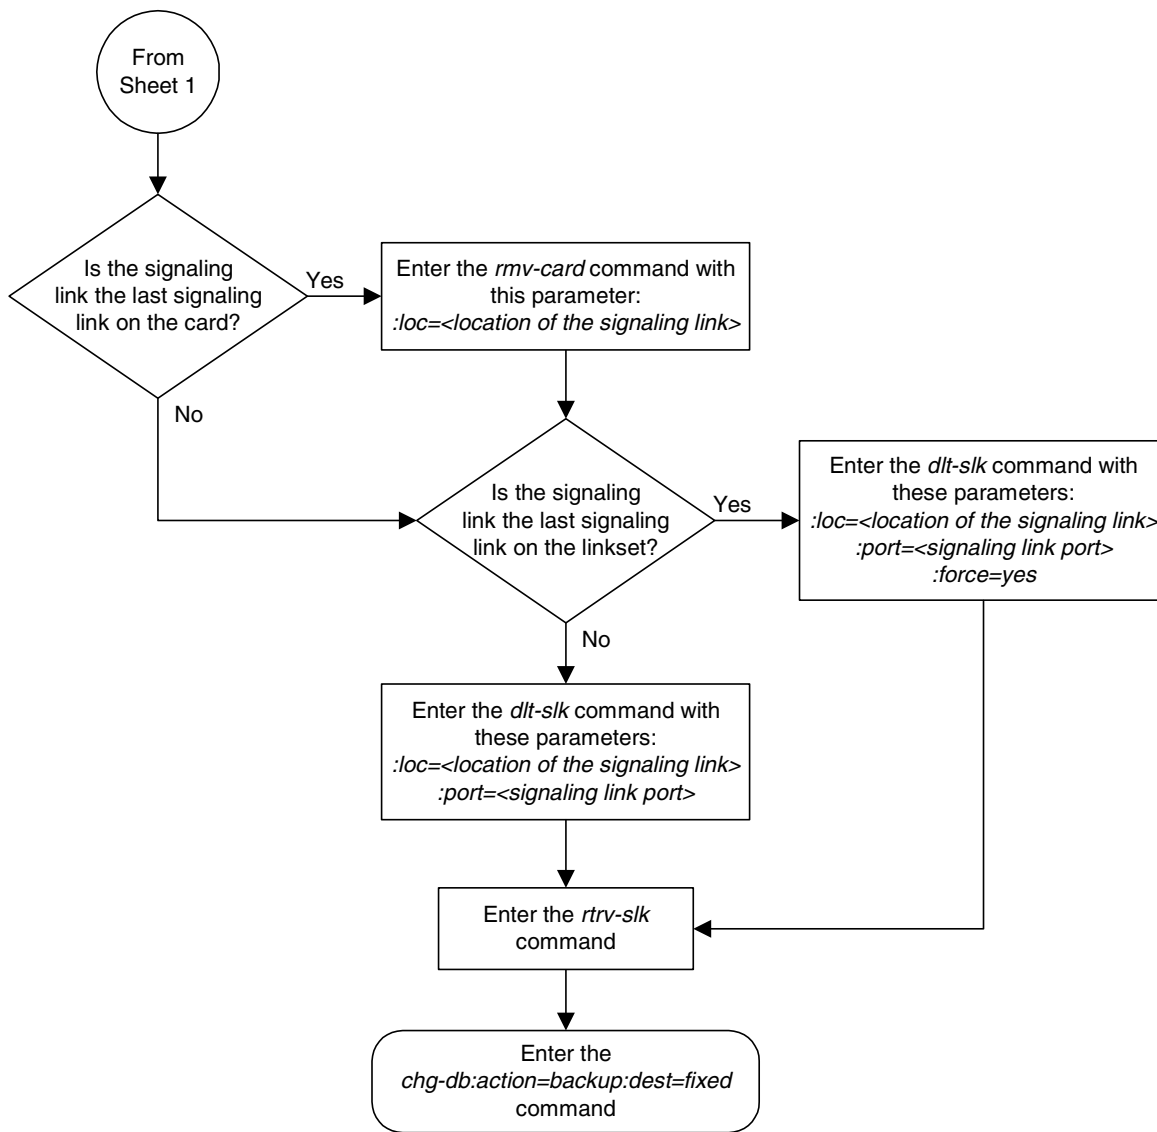 From
Sheet 1
Is the signaling
link the last signaling
link on the card?
Yes
No
Enter the rmv-card command with
this parameter:
:loc=<location of the signaling link>
Is the signaling
link the last signaling
link on the linkset?
Yes
No
Enter the dlt-slk command with
these parameters:
:loc=<location of the signaling link>
:port=<signaling link port>
:force=yes
Enter the dlt-slk command with
these parameters:
:loc=<location of the signaling link>
:port=<signaling link port>
Enter the rtrv-slk
command
Enter the
chg-db:action=backup:dest=fixed
command